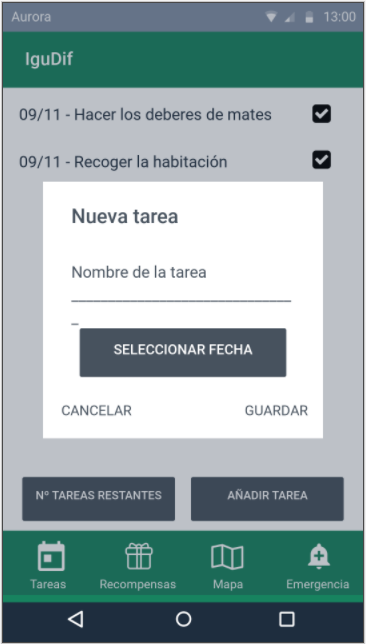 Aurora 13:00
IguDif
09/11 - Hacer los deberes de mates
09/11 - Recoger la habitación
Nueva tarea
Nombre de la tarea
______________________________
_
SELECCIONAR FECHA
CANCELAR GUARDAR
Nº TAREAS RESTANTES AÑADIR TAREA
Tareas Recompensas Mapa Emergencia